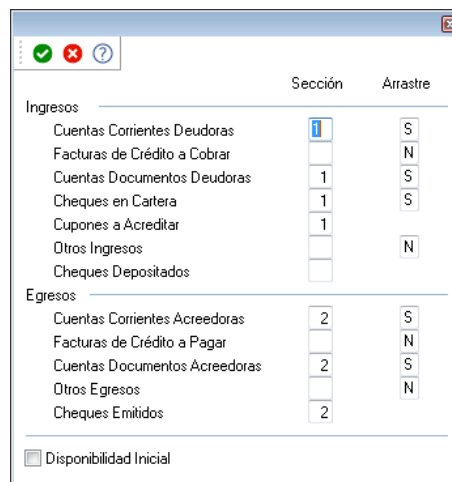 Sección Arrastre
Ingresos
Cuentas Corrientes Deudoras 1 S
Facturas de Crédito a Cobrar N
Cuentas Documentos Deudoras 1 S
Cheques en Cartera 1 S
Cupones a Acreditar 1
Otros Ingresos N
Cheques Depositados
Egresos
Cuentas Corrientes Acreedoras 2 S
Facturas de Crédito a Pagar N
Cuentas Documentos Acreedoras 2 S
Otros Egresos N
Cheques Emitidos 2
Disponibilidad Inicial